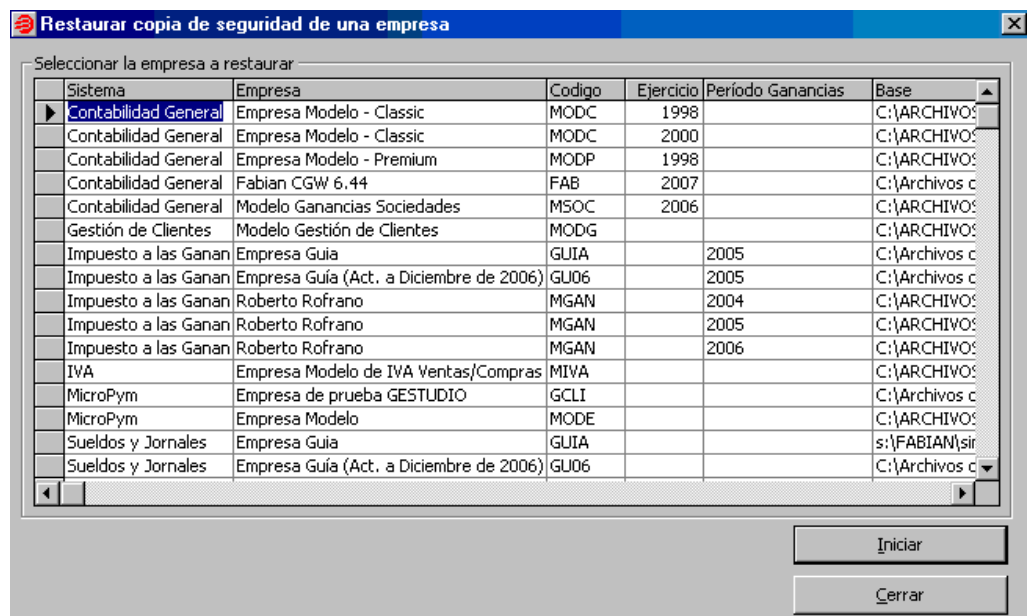 Restaurar copia de seguridad de una empresa
Seleccionar la empresa a restaurar
Sistema Empresa Codigo Ejercicio Período Ganancias Base
Contabilidad General Empresa Modelo - Classic MODC 1998 C:\ARCHIVOS
Contabilidad General Empresa Modelo - Classic MODC 2000 C:\ARCHIVOS
Contabilidad General Empresa Modelo - Premium MODP 1998 C:\ARCHIVOS
Contabilidad General Fabian CGW 6.44 FAB 2007 C:\Archivos c
Contabilidad General Modelo Ganancias Sociedades MSOC 2006 C:\ARCHIVOS
Gestión de Clientes Modelo Gestión de Clientes MODG C:\ARCHIVOS
Impuesto a las Ganan Empresa Guia GUIA 2005 C:\Archivos c
Impuesto a las Ganan Empresa Guía (Act. a Diciembre de 2006) GU06 2005 C:\Archivos c
Impuesto a las Ganan Roberto Rofrano MGAN 2004 C:\ARCHIVOS
Impuesto a las Ganan Roberto Rofrano MGAN 2005 C:\ARCHIVOS
Impuesto a las Ganan Roberto Rofrano MGAN 2006 C:\ARCHIVOS
IVA Empresa Modelo de IVA Ventas/Compras MIVA C:\ARCHIVOS
MicroPym Empresa de prueba GESTUDIO GCLI C:\Archivos c
MicroPym Empresa Modelo MODE C:\ARCHIVOS
Sueldos y Jornales Empresa Guia GUIA s:\FABIAN\sir
Sueldos y Jornales Empresa Guía (Act. a Diciembre de 2006) GU06 C:\Archivos c
Iniciar
Cerrar